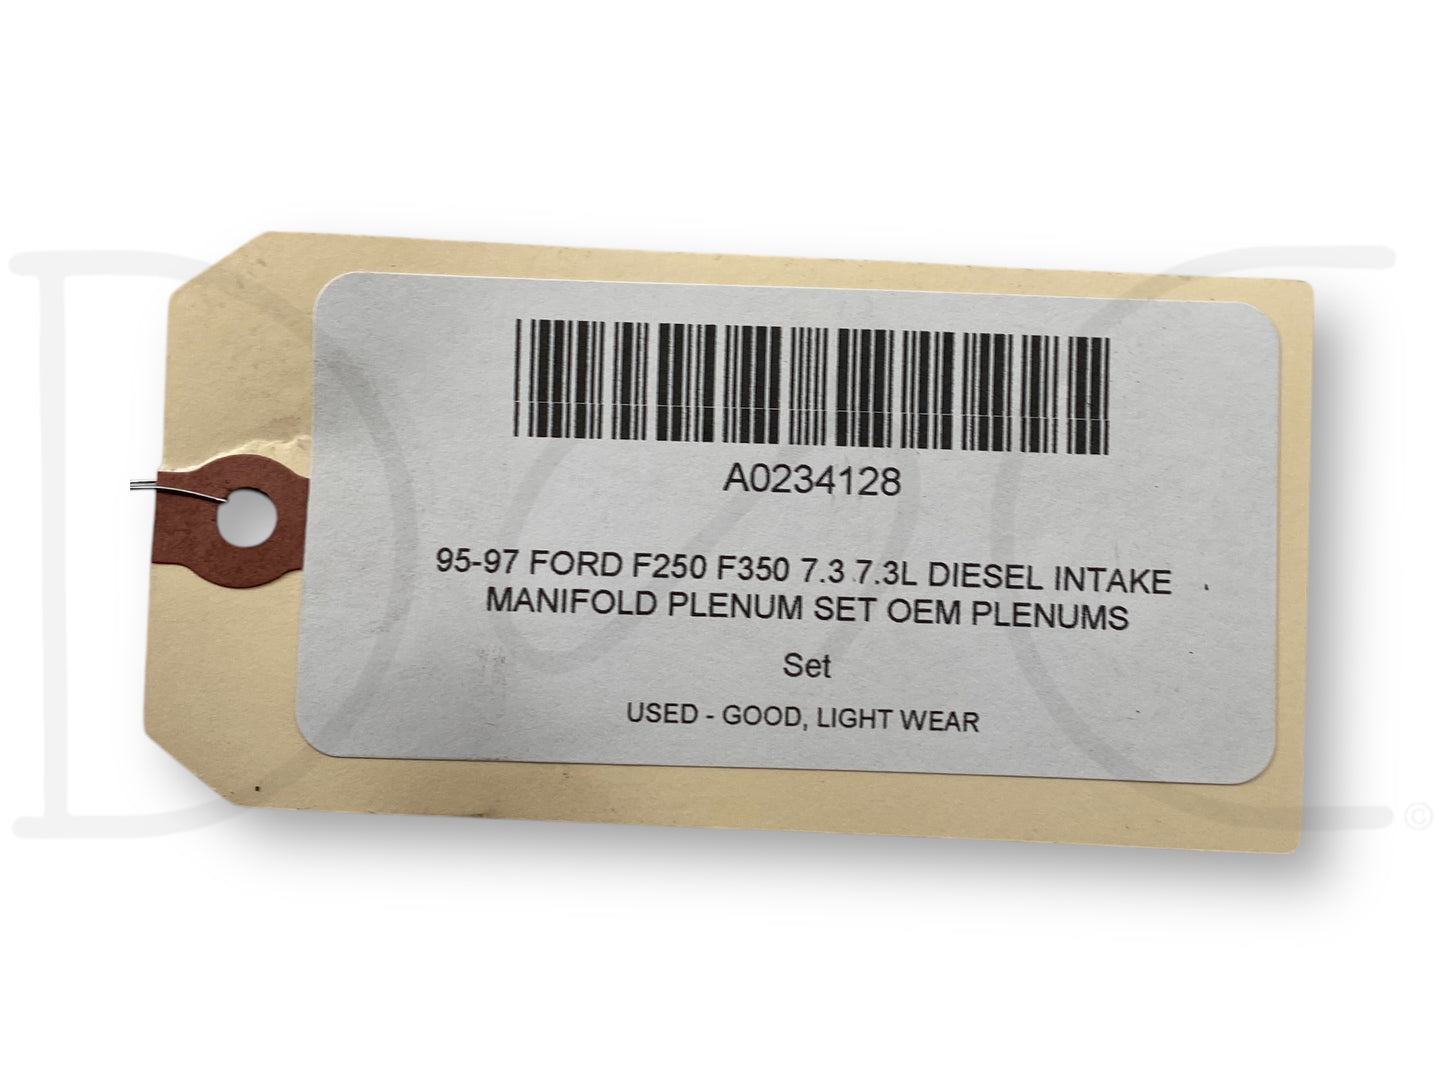 A0234128
95-97 FORD F250 F350 7.3 7.3L DIESEL INTAKE
MANIFOLD PLENUM SET OEM PLENUMS
Set
USED - GOOD, LIGHT WEAR
©